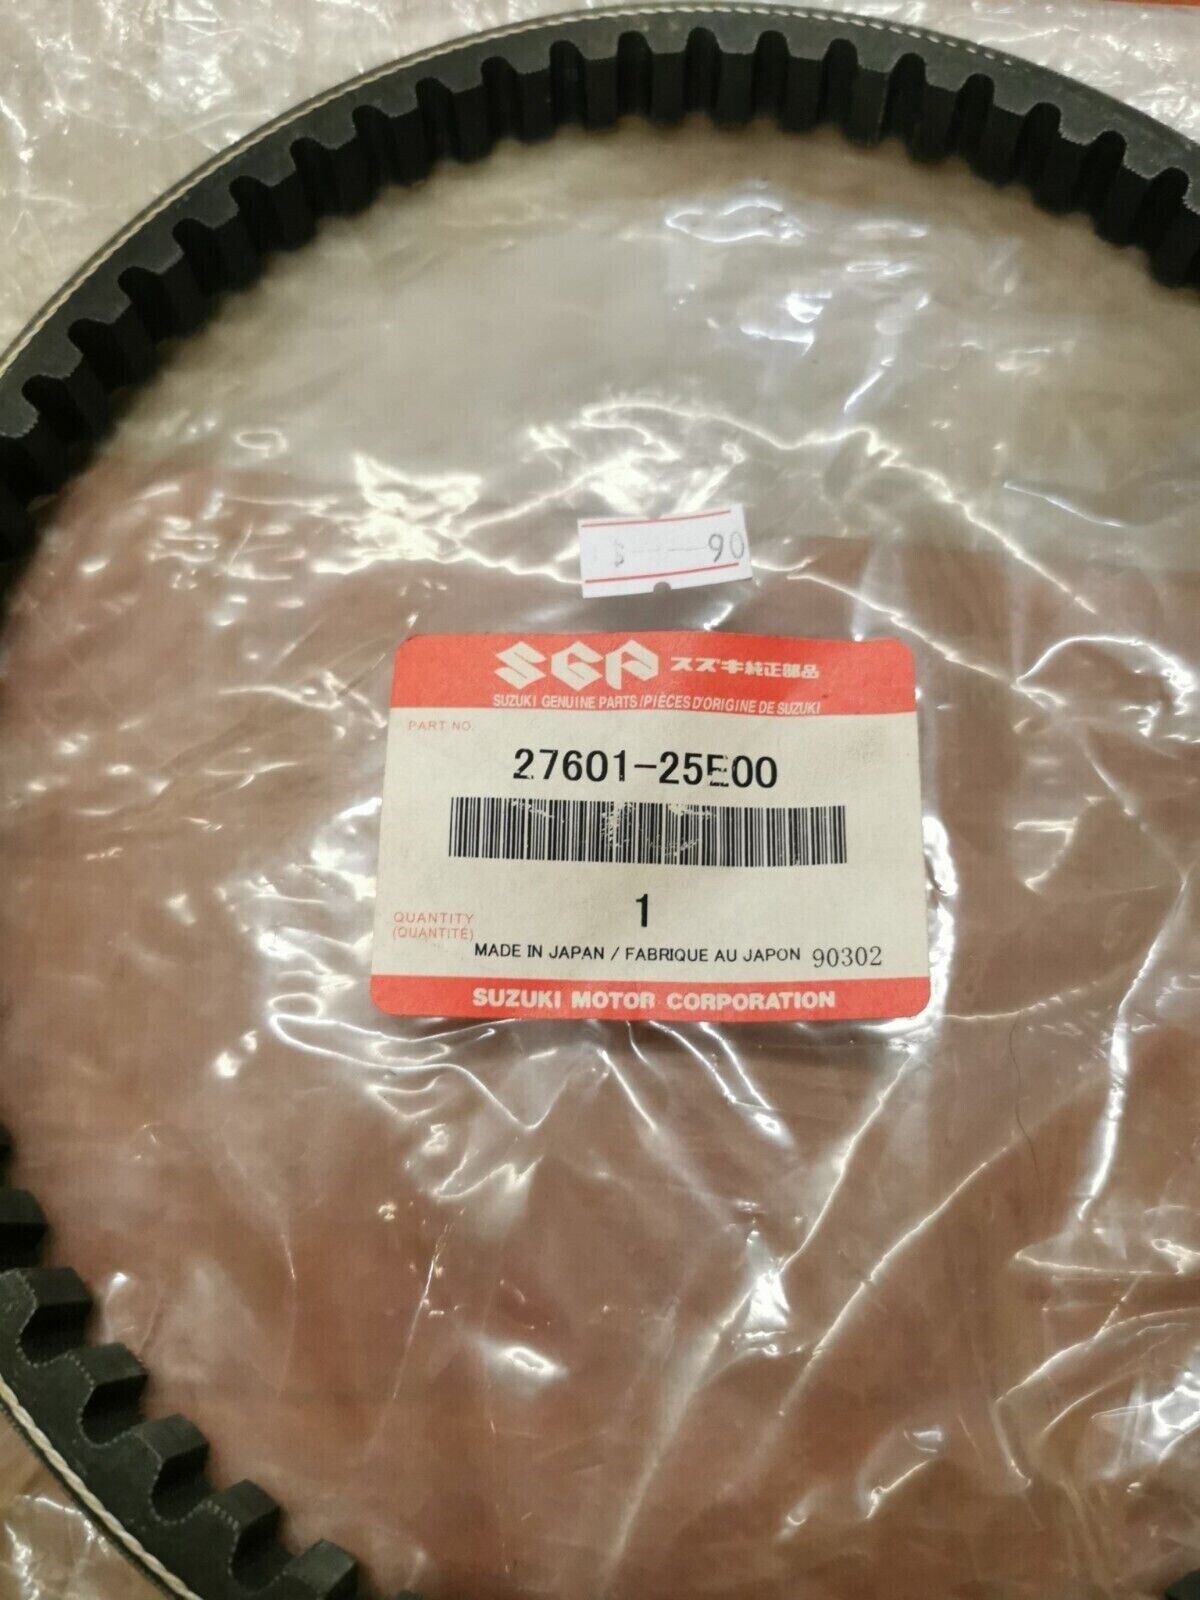 $ 90
SGP スズキ純正部品
SUZUKI GENUINE PARTS/PIÈCES D'ORIGINE DE SUZUKI
PART NO.
27601-25E00
1
QUANTITY
(QUANTITÉ)
MADE IN JAPAN / FABRIQUE AU JAPON 90302
SUZUKI MOTOR CORPORATION